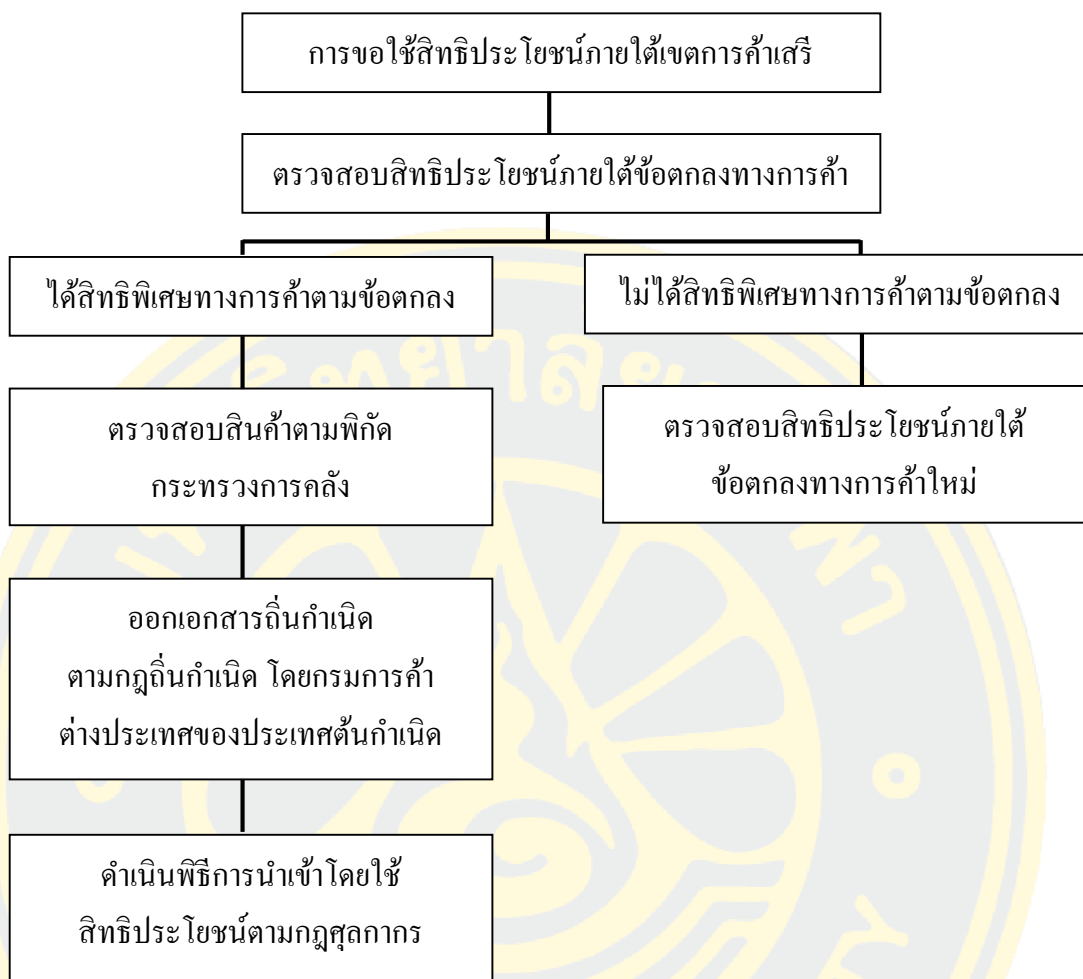 การขอใช้สิทธิประโยชน์ภายใต้เขตการค้าเสรี
ตรวจสอบสิทธิประโยชน์ภายใต้ข้อตกลงทางการค้า
ได้สิทธิพิเศษทางการค้าตามข้อตกลง
ไม่ได้สิทธิพิเศษทางการค้าตามข้อตกลง
ตรวจสอบสินค้าตามพิกัด
กระทรวงการคลัง
ตรวจสอบสิทธิประโยชน์ภายใต้
ข้อตกลงทางการค้าใหม่
ออกเอกสารถิ่นกำเนิด
ตามกฎถิ่นกำเนิด โดยกรมการค้า
ต่างประเทศของประเทศต้นกำเนิด
ดำเนินพิธีการนำเข้าโดยใช้
สิทธิประโยชน์ตามกฎศุลกากร